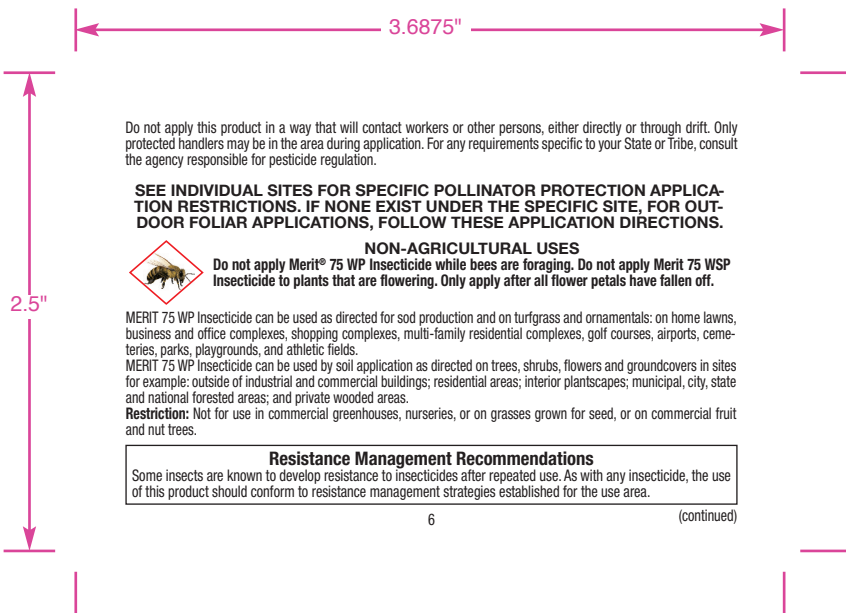 3.6875"
2.5"
Do not apply this product in a way that will contact workers or other persons, either directly or through drift. Only
protected handlers may be in the area during application. For any requirements specific to your State or Tribe, consult
the agency responsible for pesticide regulation.
SEE INDIVIDUAL SITES FOR SPECIFIC POLLINATOR PROTECTION APPLICA-
TION RESTRICTIONS. IF NONE EXIST UNDER THE SPECIFIC SITE, FOR OUT-
DOOR FOLIAR APPLICATIONS, FOLLOW THESE APPLICATION DIRECTIONS.
NON-AGRICULTURAL USES
Do not apply Merit® 75 WP Insecticide while bees are foraging. Do not apply Merit 75 WSP
Insecticide to plants that are flowering. Only apply after all flower petals have fallen off.
MERIT 75 WP Insecticide can be used as directed for sod production and on turfgrass and ornamentals: on home lawns,
business and office complexes, shopping complexes, multi-family residential complexes, golf courses, airports, ceme-
teries, parks, playgrounds, and athletic fields.
MERIT 75 WP Insecticide can be used by soil application as directed on trees, shrubs, flowers and groundcovers in sites
for example: outside of industrial and commercial buildings; residential areas; interior plantscapes; municipal, city, state
and national forested areas; and private wooded areas.
Restriction: Not for use in commercial greenhouses, nurseries, or on grasses grown for seed, or on commercial fruit
and nut trees.
Resistance Management Recommendations
Some insects are known to develop resistance to insecticides after repeated use. As with any insecticide, the use
of this product should conform to resistance management strategies established for the use area.
6
(continued)